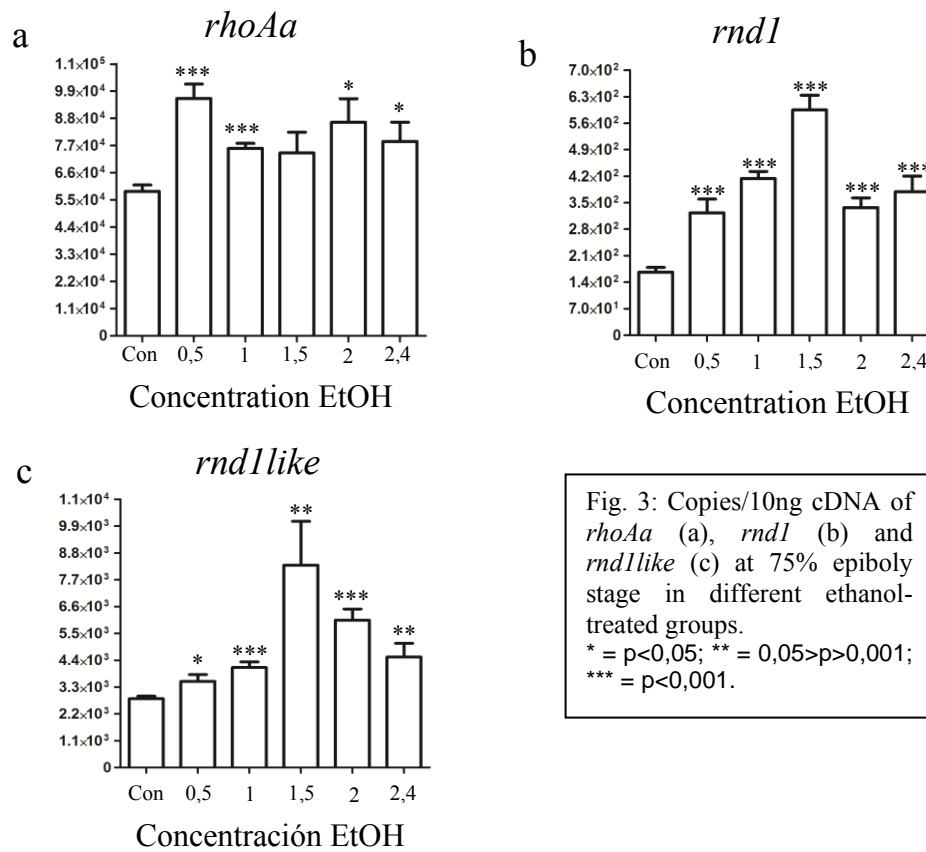 a
rhoAa
1.1×10⁵
9.9×10⁴
8.8×10⁴
7.7×10⁴
6.6×10⁴
5.5×10⁴
4.4×10⁴
3.3×10⁴
2.2×10⁴
1.1×10⁴
0
*** *** * *
Con 0,5 1 1,5 2 2,4
Concentration EtOH
b
rnd1
7.0×10²
6.3×10²
5.6×10²
4.9×10²
4.2×10²
3.5×10²
2.8×10²
2.1×10²
1.4×10²
7.0×10¹
0
*** *** *** *** ***
Con 0,5 1 1,5 2 2,4
Concentration EtOH
c
rnd1like
1.1×10⁴
9.9×10³
8.8×10³
7.7×10³
6.6×10³
5.5×10³
4.4×10³
3.3×10³
2.2×10³
1.1×10³
0
* *** ** *** **
Con 0,5 1 1,5 2 2,4
Concentración EtOH
Fig. 3: Copies/10ng cDNA of
rhoAa (a), rnd1 (b) and
rnd1like (c) at 75% epiboly
stage in different ethanol-
treated groups.
* = p<0,05; ** = 0,05>p>0,001;
*** = p<0,001.